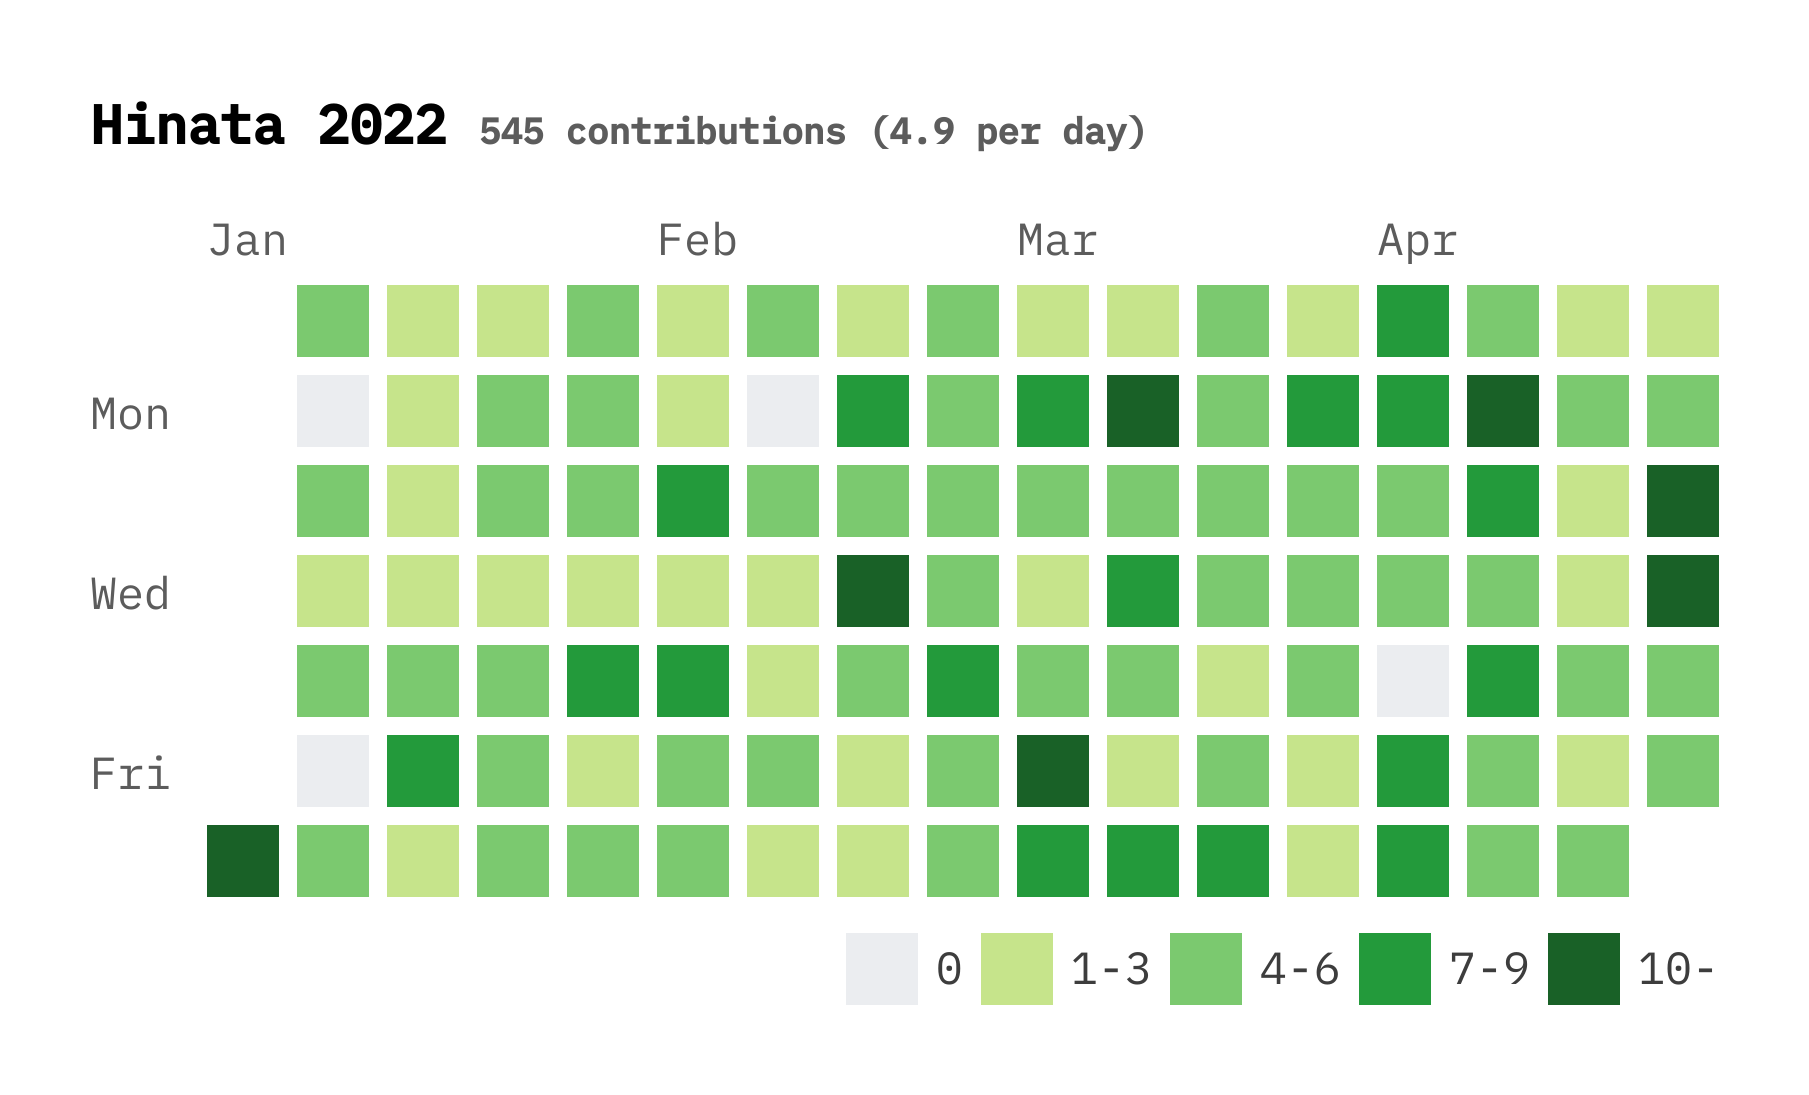 Hinata 2022 545 contributions (4.9 per day)
Jan Feb Mar Apr
Mon
Wed
Fri
0 1-3 4-6 7-9 10-